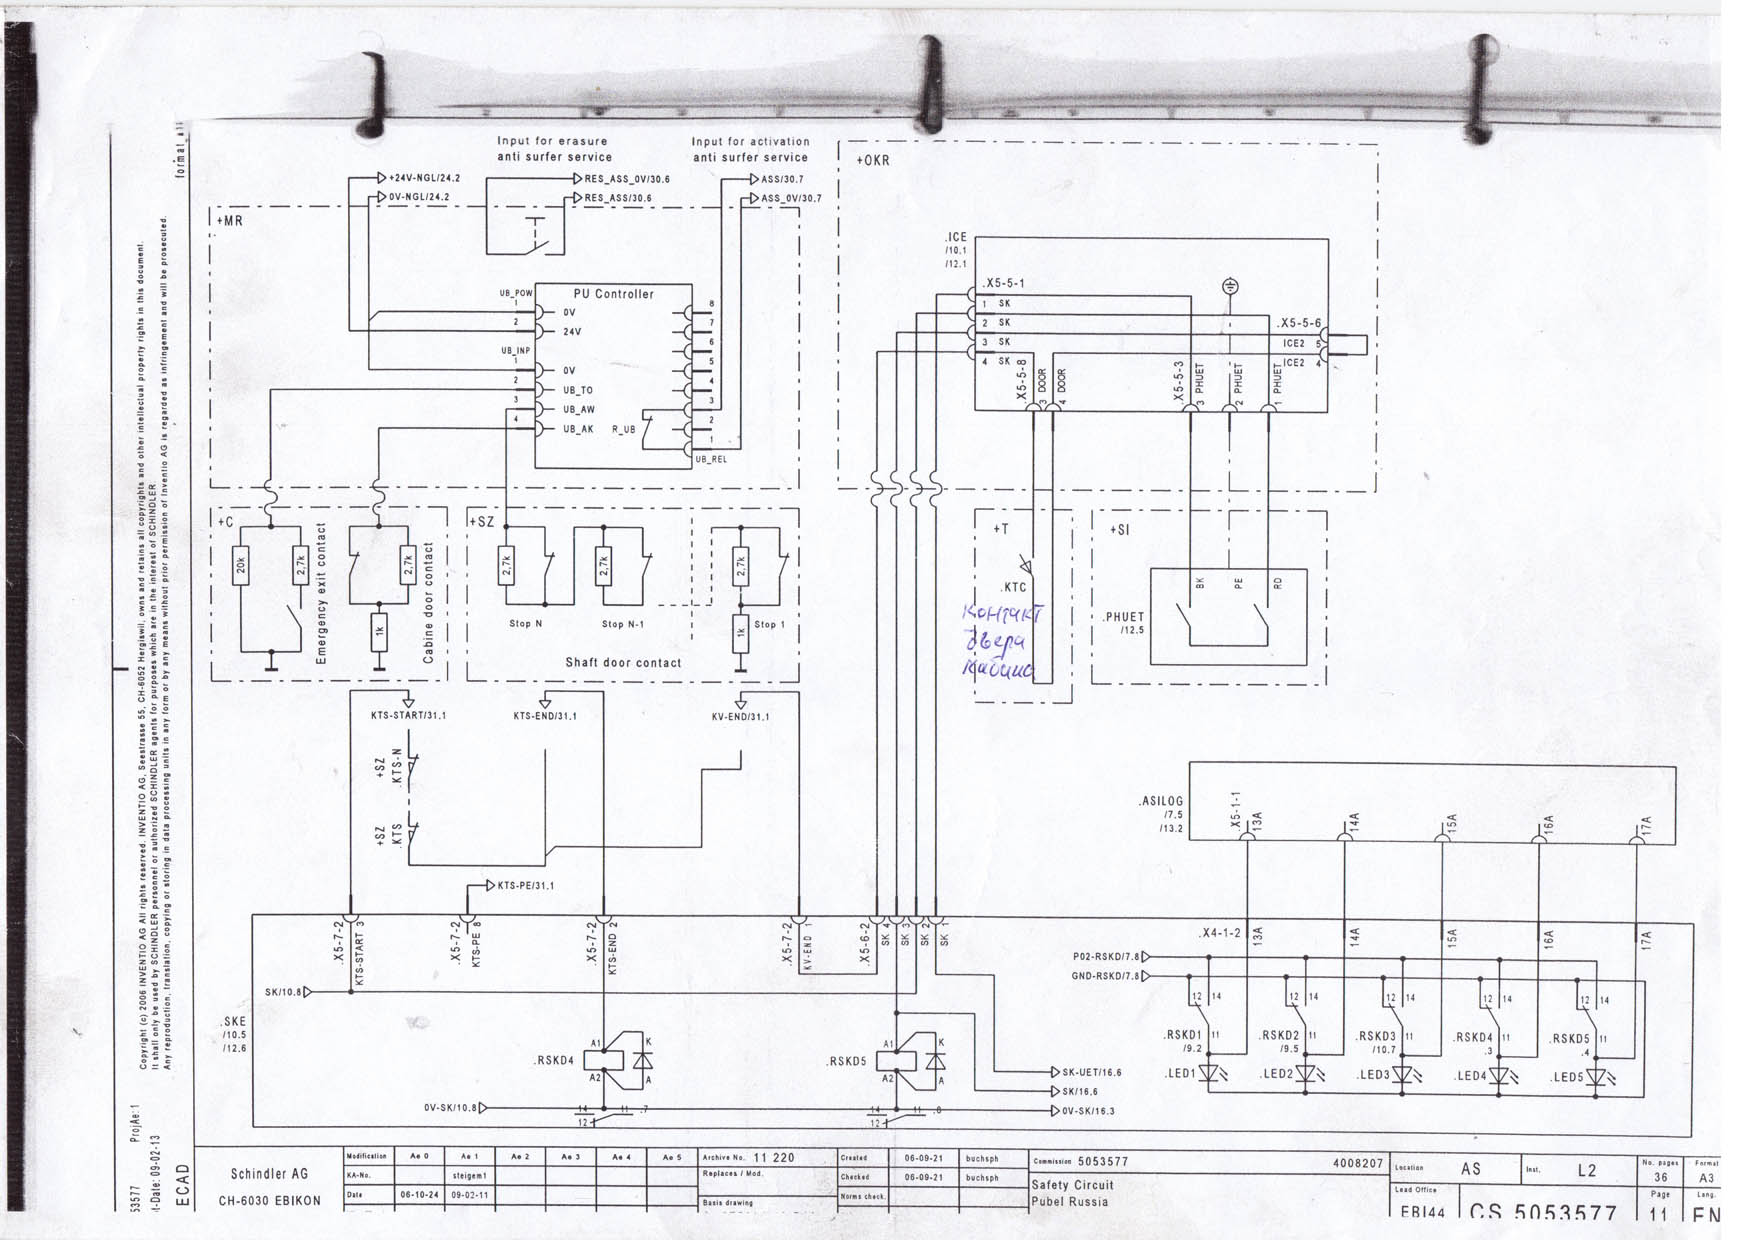 format_all
Copyright (c) 2006 INVENTIO AG All rights reserved. INVENTIO AG, Seestrasse 55, CH-6052 Hergiswil, owns and retains all copyrights and other intellectual property rights in this document.
It shall only be used by SCHINDLER personnel or authorized SCHINDLER agents for purposes which are in the interest of SCHINDLER.
Any reproduction, translation, copying or storing in data processing units in any form or by any means without prior permission of Inventio AG is regarded as infringement and will be prosecuted.
53577 ProjAe: 1
t-Date: 09-02-13
ECAD
Input for erasure
anti surfer service
Input for activation
anti surfer service
+24V-NGL/24.2
0V-NGL/24.2
RES_ASS_0V/30.6
RES_ASS/30.6
ASS/30.7
ASS_0V/30.7
+MR
UB_POW
1
2
UB_INP
1
2
3
4
PU Controller
0V
24V
0V
UB_TO
UB_AW
UB_AK
R_UB
8
7
6
5
4
3
2
1
UB_REL
+OKR
.ICE
/10.1
/12.1
.X5-5-1
1 SK
2 SK
3 SK
4 SK
.X5-5-6
ICE2 5
ICE2 4
.X5-5-8
3 DOOR
4 DOOR
.X5-5-3
3 PHUET
2 PHUET
1 PHUET
+C
20k
2,7k
Emergency exit contact
2,7k
1k
Cabine door contact
+SZ
2,7k
Stop N
2,7k
Stop N-1
2,7k
1k
Stop 1
Shaft door contact
+T
.KTC
контакт
двера
кабино
+SI
BK
PE
RD
.PHUET
/12.5
KTS-START/31.1
KTS-END/31.1
KV-END/31.1
+SZ
.KTS-N
+SZ
.KTS
KTS-PE/31.1
.X5-7-2
KTS-START 3
.X5-7-2
KTS-PE 8
.X5-7-2
KTS-END 2
.X5-7-2
KV-END 1
.X5-6-2
SK 4
SK 3
SK 2
SK 1
SK/10.8
.SKE
/10.5
/12.6
.RSKD4
A1
A2
K
A
.RSKD5
A1
A2
K
A
0V-SK/10.8
14 11 .7
12
14 11 .8
12
SK-UET/16.6
SK/16.6
0V-SK/16.3
.ASILOG
/7.5
/13.2
.X5-1-1
13A
14A
15A
16A
17A
.X4-1-2
13A
14A
15A
16A
17A
P02-RSKD/7.8
GND-RSKD/7.8
12 14
12 14
12 14
12 14
12 14
.RSKD1 11
/9.2
.RSKD2 11
/9.5
.RSKD3 11
/10.7
.RSKD4 11
.3
.RSKD5 11
.4
.LED1
.LED2
.LED3
.LED4
.LED5
Schindler AG
CH-6030 EBIKON
Modification Ae 0 Ae 1 Ae 2 Ae 3 Ae 4 Ae 5
KA-No. steigem1
Date 06-10-24 09-02-11
Archive No. 11 220
Replaces / Mod.
Basis drawing
Created 06-09-21 buchsph
Checked 06-09-21 buchsph
Norms check.
Commission 5053577 4008207
Safety Circuit
Pubel Russia
Location AS
Inst. L2
Lead Office
EBI44
CS 5053577
No. pages
36
Page
11
Format
A3
Lang.
EN